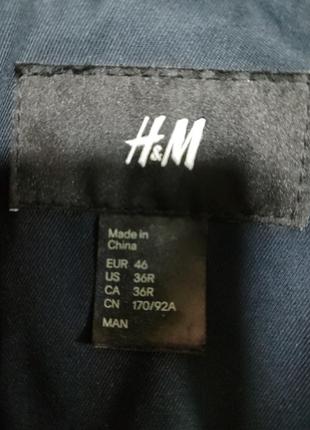 H&M
Made in
China
EUR 46
US 36R
CA 36R
CN 170/92A
MAN